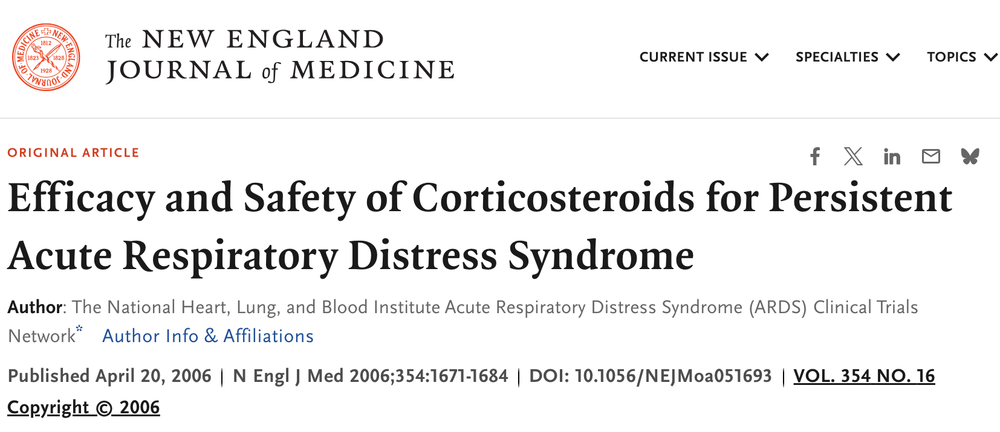 The NEW ENGLAND
JOURNAL of MEDICINE
NEW·ENGLAND·JOURNAL·OF·MEDICINE
1812
1823
1828
1928
CURRENT ISSUE
SPECIALTIES
TOPICS
ORIGINAL ARTICLE
Efficacy and Safety of Corticosteroids for Persistent
Acute Respiratory Distress Syndrome
Author: The National Heart, Lung, and Blood Institute Acute Respiratory Distress Syndrome (ARDS) Clinical Trials
Network* Author Info & Affiliations
Published April 20, 2006 | N Engl J Med 2006;354:1671-1684 | DOI: 10.1056/NEJMoa051693 | VOL. 354 NO. 16
Copyright © 2006